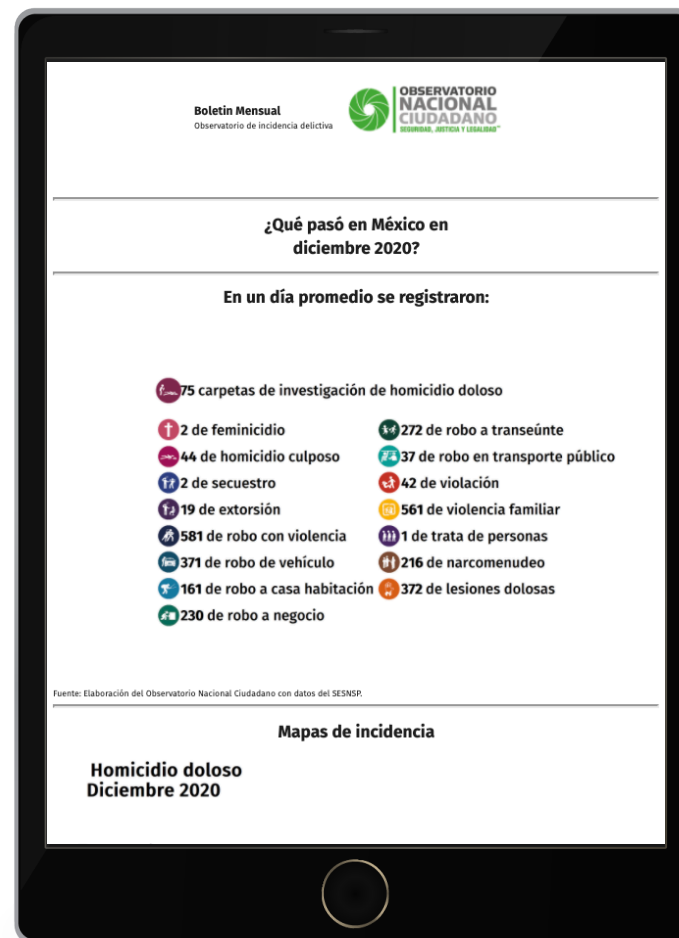 Boletin Mensual
Observatorio de incidencia delictiva
OBSERVATORIO
NACIONAL
CIUDADANO
SEGURIDAD, JUSTICIA Y LEGALIDAD
¿Qué pasó en México en
diciembre 2020?
En un día promedio se registraron:
75 carpetas de investigación de homicidio doloso
2 de feminicidio
44 de homicidio culposo
2 de secuestro
19 de extorsión
581 de robo con violencia
371 de robo de vehículo
161 de robo a casa habitación
230 de robo a negocio
272 de robo a transeúnte
37 de robo en transporte público
42 de violación
561 de violencia familiar
1 de trata de personas
216 de narcomenudeo
372 de lesiones dolosas
Fuente: Elaboración del Observatorio Nacional Ciudadano con datos del SESNSP.
Mapas de incidencia
Homicidio doloso
Diciembre 2020